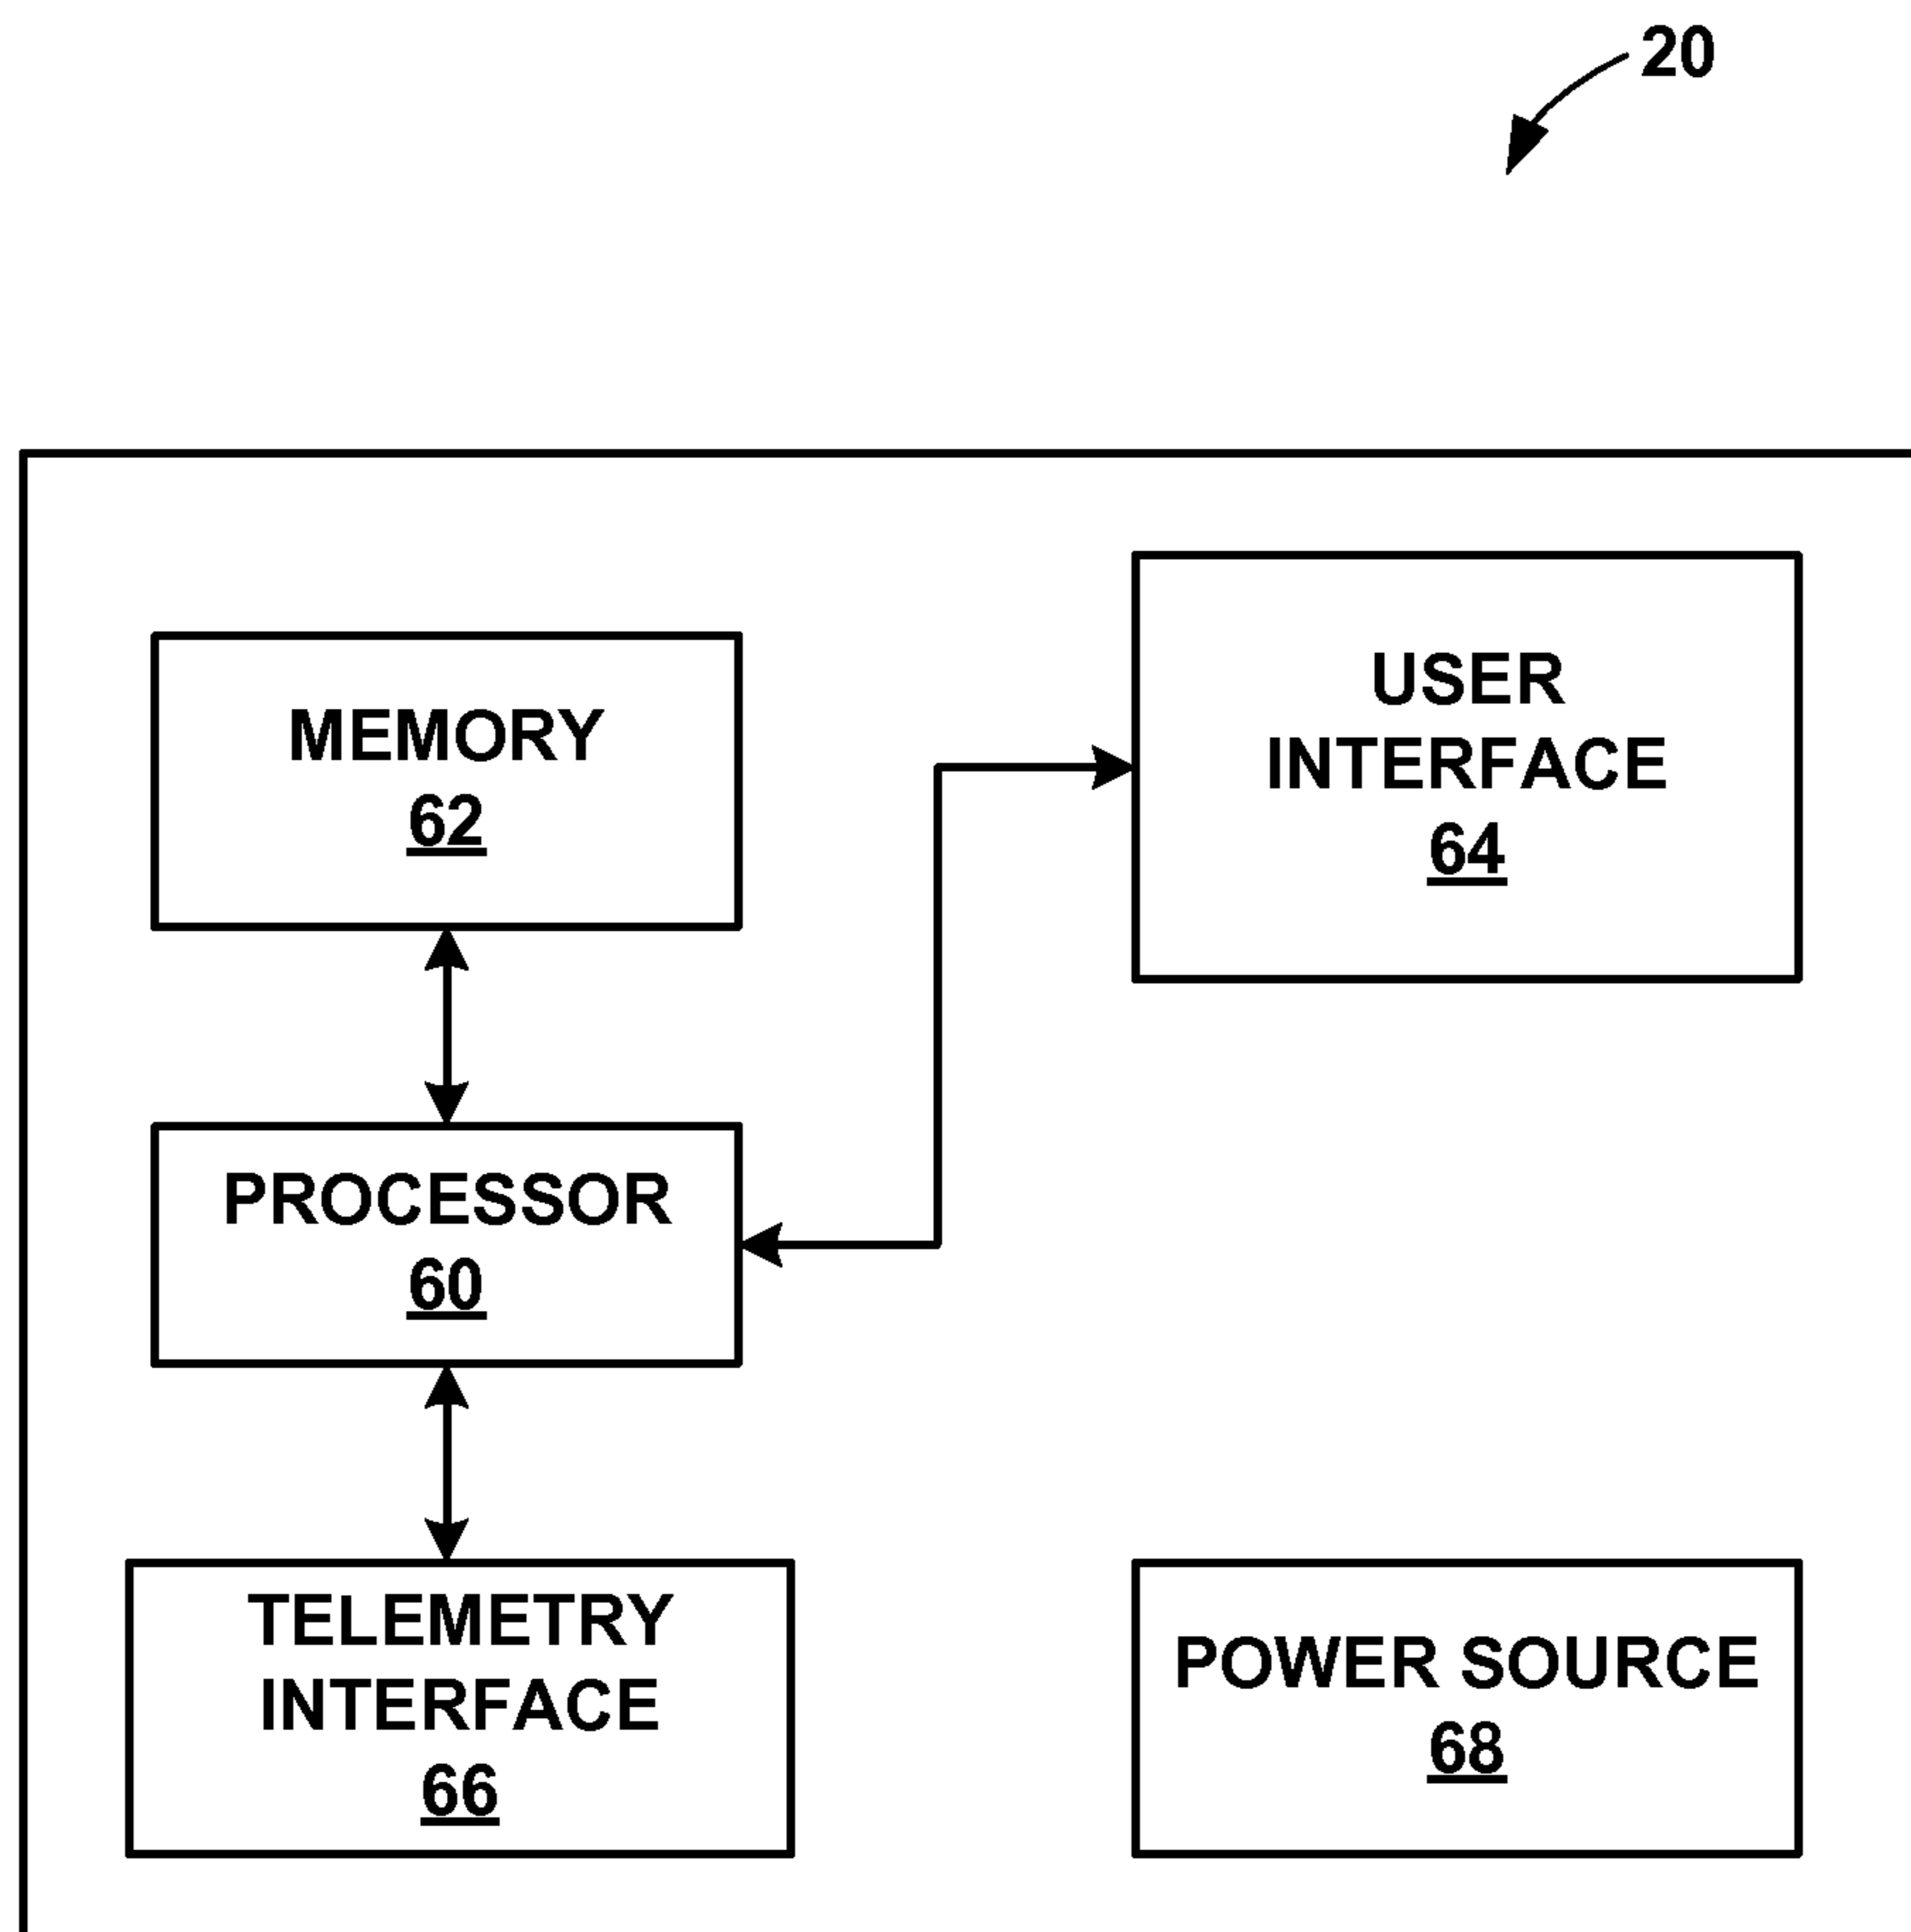 20
MEMORY
62
USER
INTERFACE
64
PROCESSOR
60
TELEMETRY
INTERFACE
66
POWER SOURCE
68